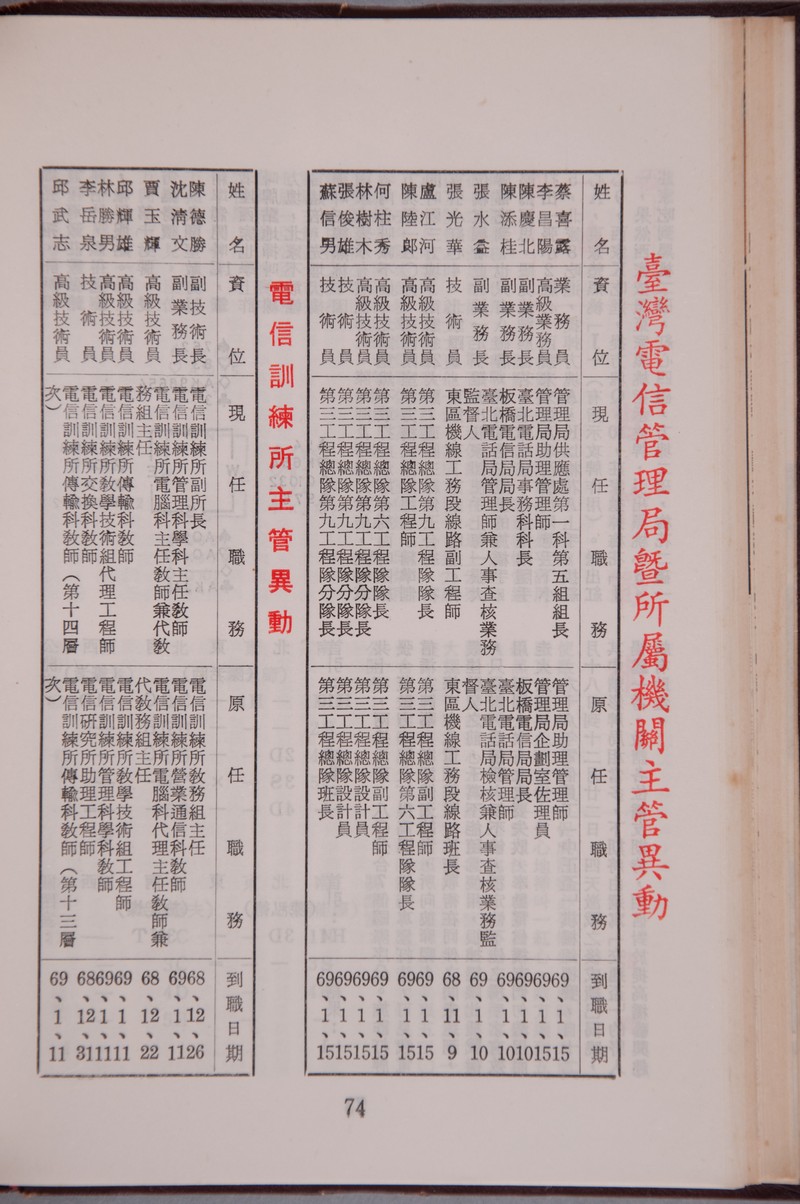 臺灣電信管理局暨所屬機關主管異動
姓名 資位 現任職務 原任職務 到職日期
蔡喜露 業務員 管理局供應處第一科第五組組長 管理局助理管理師 69、1、15
李昌陽 高級業務員 管理局助理管理師 管理局企劃室佐理員 69、1、15
陳慶北 副業務長 臺北電話局事務科科長 板橋電信局局長 69、1、10
陳添桂 副業務長 板橋電信局局長 臺北電話局管理師 69、1、10
張水 副業務長 臺北電話局管理師兼人事查核業務監督人 臺北電話局檢核兼人事查核業務監督人 69、1、10
張光華 技術員 東區機線工務段線路副工程師 東區機線工務段線路班長 68、11、9
盧江河 高級技術員 第三工程總隊第九工程隊隊長 第三工程總隊副工程師 69、1、15
陳陸郎 高級技術員 第三工程總隊工程師 第三工程總隊第六工程隊隊長 69、1、15
何柱秀 高級技術員 第三工程總隊第六工程隊隊長 第三工程總隊副工程師 69、1、15
林樹木 高級技術員 第三工程總隊第九工程隊分隊長 第三工程總隊設計員 69、1、15
張俊雄 技術員 第三工程總隊第九工程隊分隊長 第三工程總隊設計員 69、1、15
蘇信男 技術員 第三工程總隊第九工程隊分隊長 第三工程總隊班長 69、1、15
電信訓練所主管異動
姓名 資位 現任職務 原任職務 到職日期
陳德勝 副技術長 電信訓練所副所長 電信訓練所教務組主任 68、12、26
沈清文 副業務長 電信訓練所管理科學科主任教師 電信訓練所營業通信科教師 69、1、11
賈玉輝 高級技術員 電信訓練所電腦科主任教師兼代教務組主任 電信訓練所電腦科代理主任教師兼代教務組主任 68、12、22
邱輝雄 高級技術員 電信訓練所傳輸科教師 電信訓練所教學技術組工程師 69、1、11
林勝男 高級技術員 電信訓練所教學技術組代理工程師 電信訓練所管理科學科教師 69、1、11
李岳泉 技術員 電信訓練所交換科教師 電信研究所助理工程師 68、12、31
邱武志 高級技術員 電信訓練所傳輸科教師(第十四層次) 電信訓練所傳輸科教師(第十三層次) 69、1、11
74